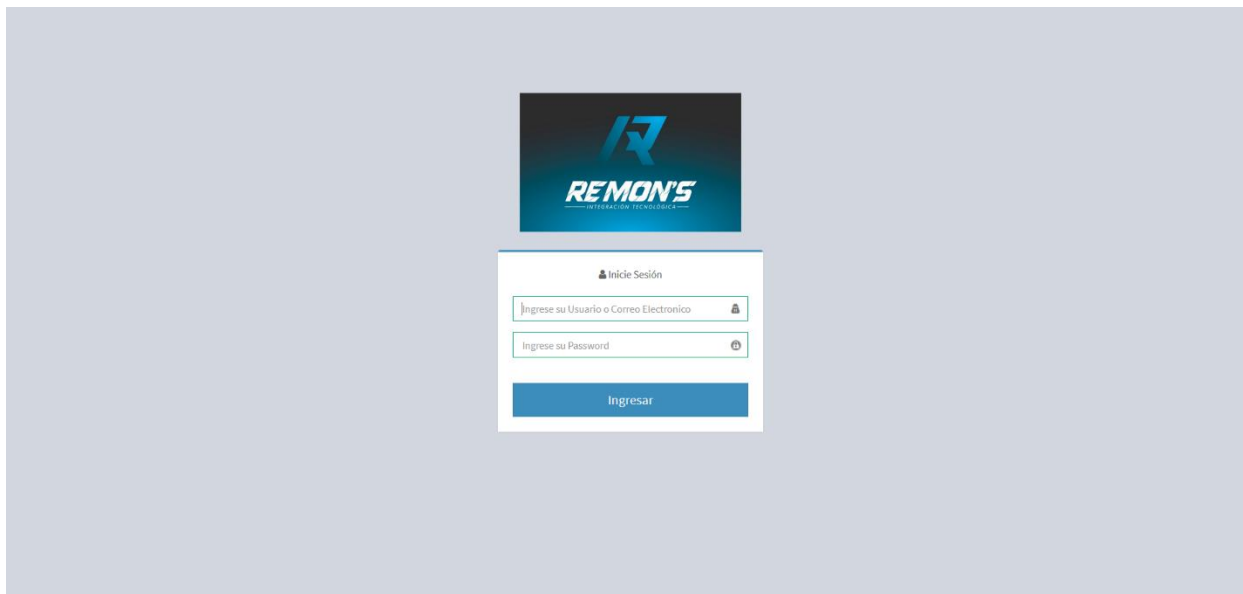 REMON'S
INTEGRACIÓN TECNOLÓGICA
Inicie Sesión
Ingrese su Usuario o Correo Electronico
Ingrese su Password
Ingresar